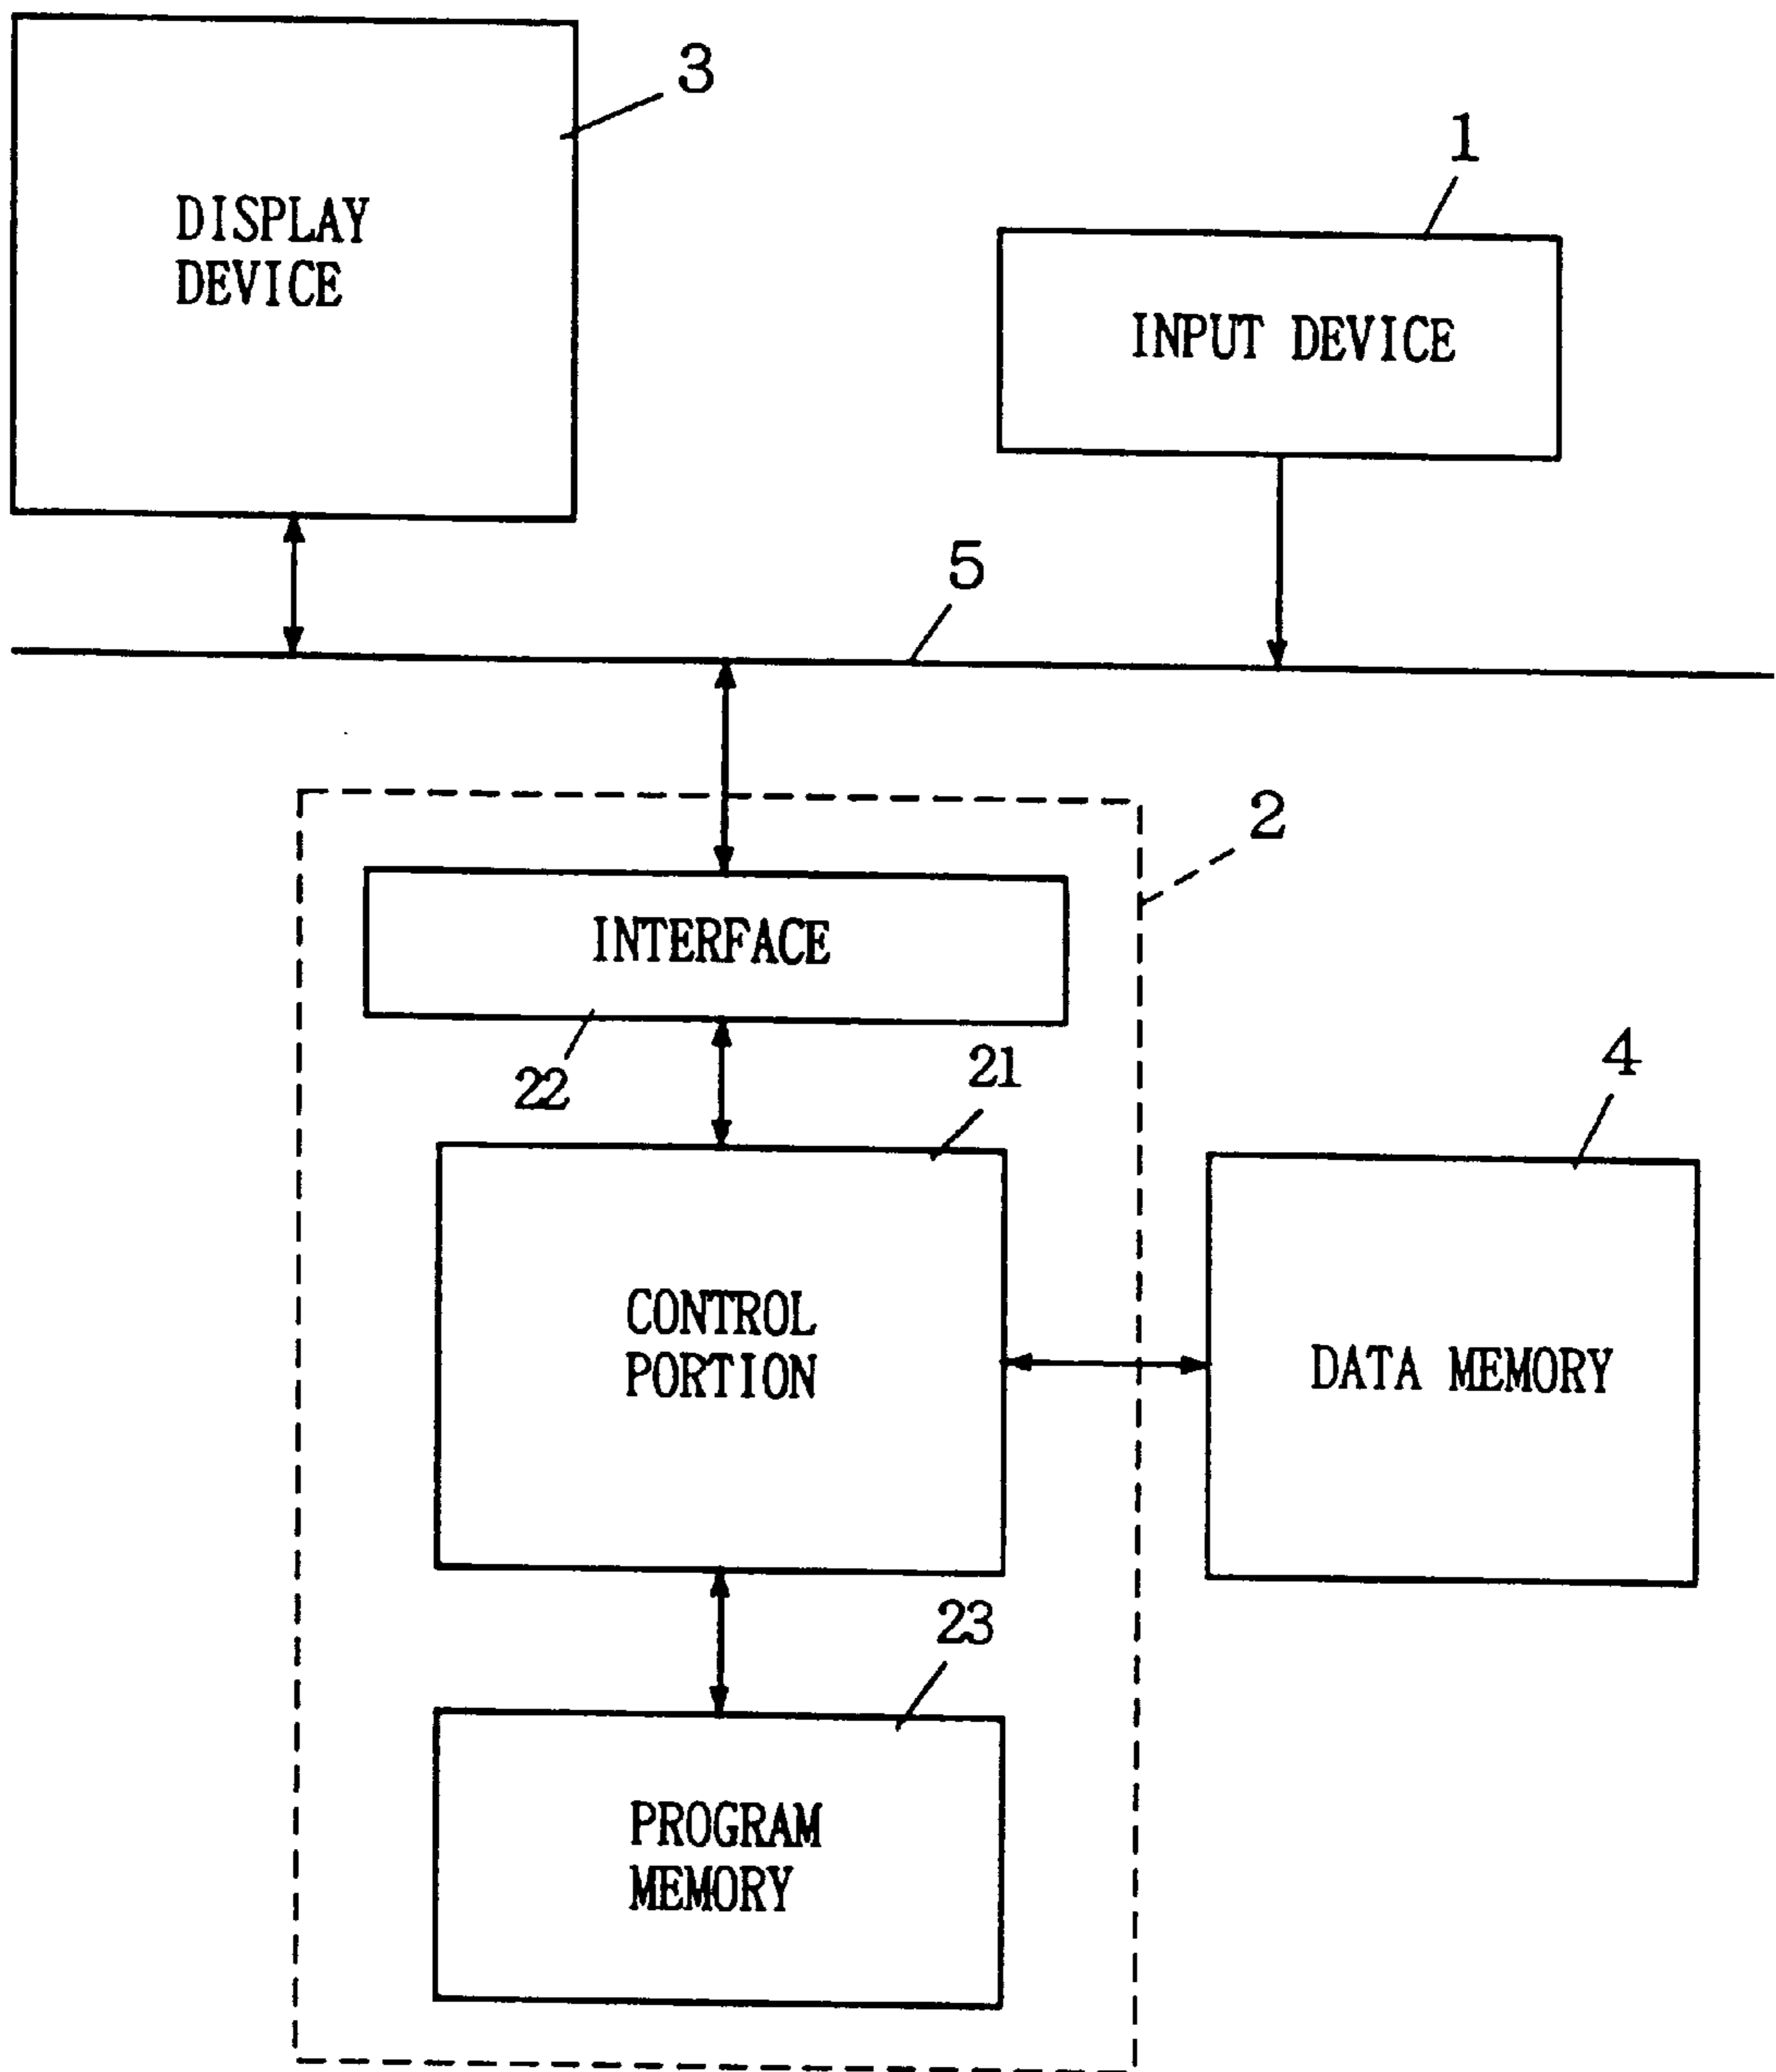 3
1
DISPLAY
DEVICE
INPUT DEVICE
5
2
INTERFACE
22
21
4
CONTROL
PORTION
DATA MEMORY
23
PROGRAM
MEMORY